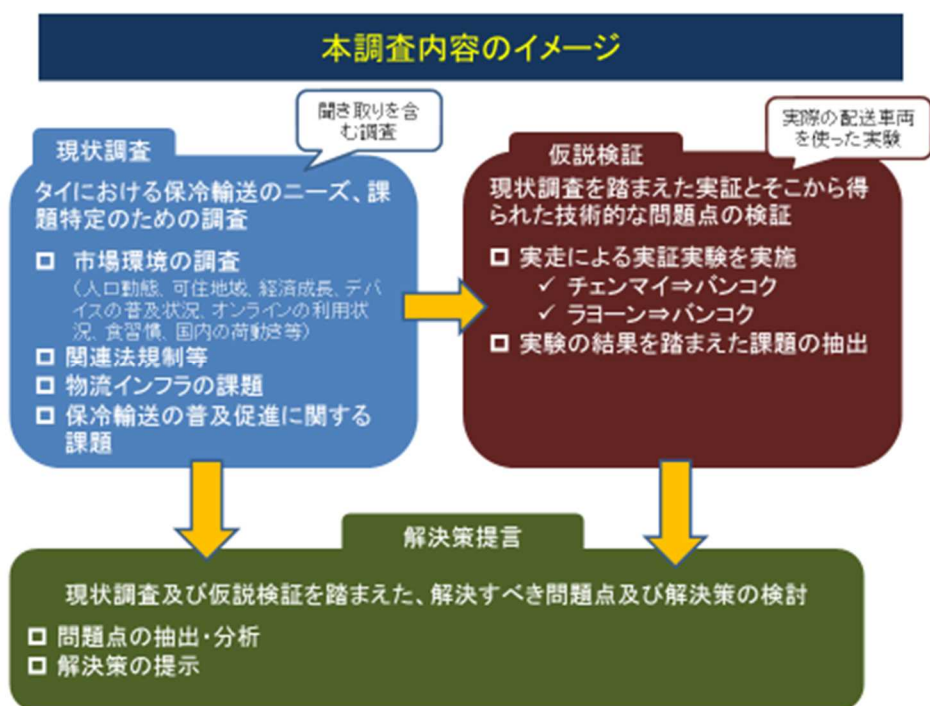 本調査内容のイメージ
聞き取りを含
む調査
現状調査
タイにおける保冷輸送のニーズ、課
題特定のための調査
□ 市場環境の調査
（人口動態、可住地域、経済成長、デバ
イスの普及状況、オンラインの利用状
況、食習慣、国内の荷動き等）
□ 関連法規制等
□ 物流インフラの課題
□ 保冷輸送の普及促進に関する
課題
実際の配送車両
を使った実験
仮説検証
現状調査を踏まえた実証とそこから得
られた技術的な問題点の検証
□ 実走による実証実験を実施
✓ チェンマイ⇒バンコク
✓ ラヨーン⇒バンコク
□ 実験の結果を踏まえた課題の抽出
解決策提言
現状調査及び仮説検証を踏まえた、解決すべき問題点及び解決策の検討
□ 問題点の抽出・分析
□ 解決策の提示